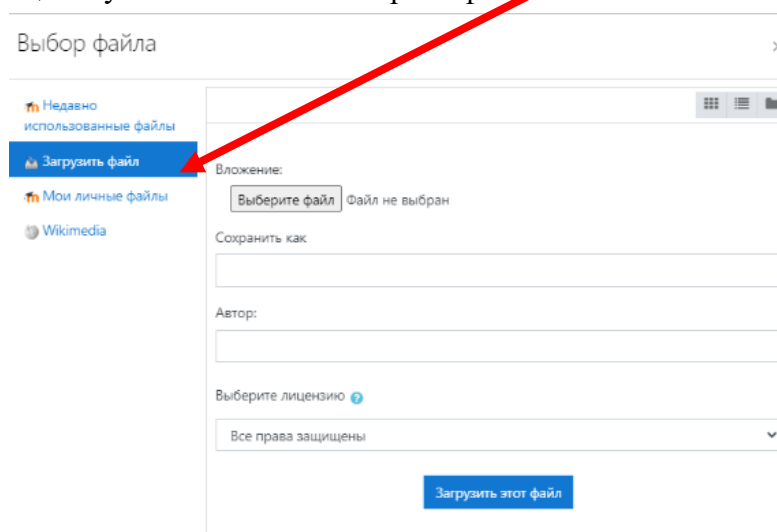 Выбор файла
Недавно
использованные файлы
Загрузить файл
Мои личные файлы
Wikimedia
Вложение:
Выберите файл Файл не выбран
Сохранить как
Автор:
Выберите лицензию
Все права защищены
Загрузить этот файл